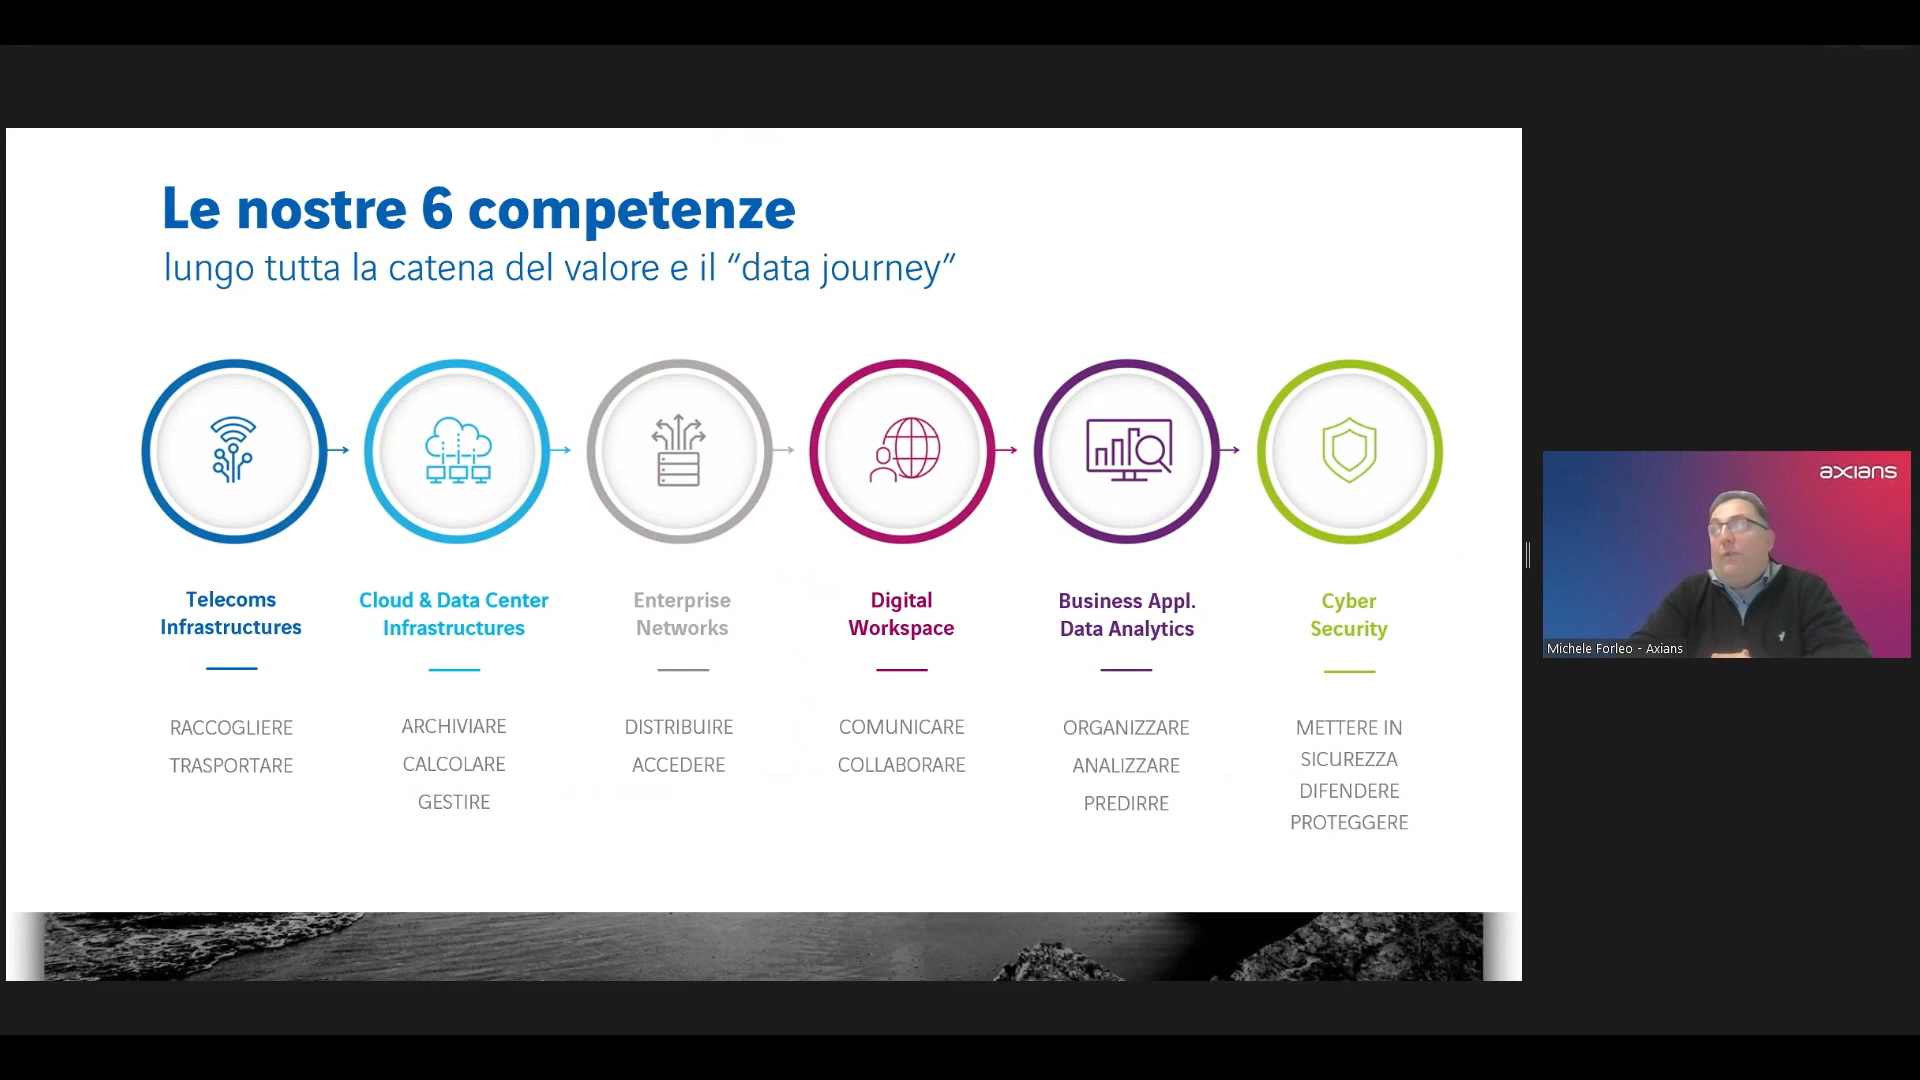 Le nostre 6 competenze
lungo tutta la catena del valore e il “data journey”
Telecoms
Infrastructures
RACCOGLIERE
TRASPORTARE
Cloud & Data Center
Infrastructures
ARCHIVIARE
CALCOLARE
GESTIRE
Enterprise
Networks
DISTRIBUIRE
ACCEDERE
Digital
Workspace
COMUNICARE
COLLABORARE
Business Appl.
Data Analytics
ORGANIZZARE
ANALIZZARE
PREDIRRE
Cyber
Security
METTERE IN
SICUREZZA
DIFENDERE
PROTEGGERE
axians
Michele Forleo - Axians